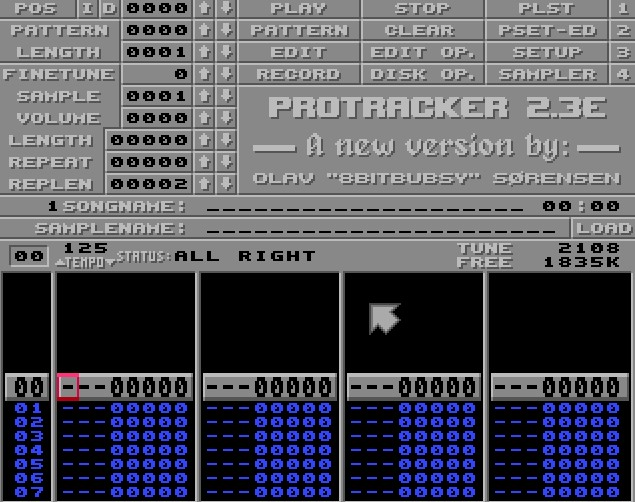 POS I D 0000 PLAY STOP PLST 1
PATTERN 0000 PATTERN CLEAR PSET-ED 2
LENGTH 0001 EDIT EDIT OP. SETUP 3
FINETUNE 0 RECORD DISK OP. SAMPLER 4
SAMPLE 0001
VOLUME 0000
LENGTH 00000
REPEAT 00000
REPLEN 00002
PROTRACKER 2.3E
A new version by:
OLAV "8BITBUBSY" SØRENSEN
1 SONGNAME: ______________________ 00:00
SAMPLENAME: ______________________ LOAD
00 125 TEMPO STATUS: ALL RIGHT TUNE 2108
FREE 1835K
00 ---00000 ---00000 ---00000 ---00000
01 ---00000 ---00000 ---00000 ---00000
02 ---00000 ---00000 ---00000 ---00000
03 ---00000 ---00000 ---00000 ---00000
04 ---00000 ---00000 ---00000 ---00000
05 ---00000 ---00000 ---00000 ---00000
06 ---00000 ---00000 ---00000 ---00000
07 ---00000 ---00000 ---00000 ---00000